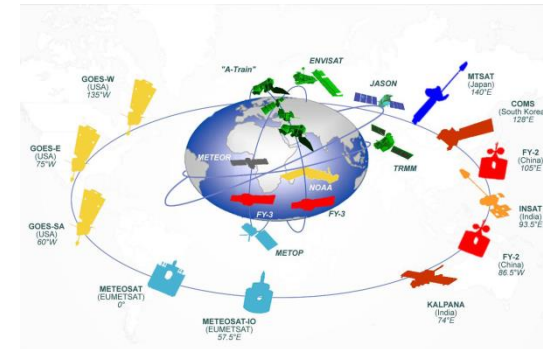 "A-Train"
ENVISAT
JASON
GOES-W
(USA)
135°W
MTSAT
(Japan)
140°E
COMS
(South Korea)
128°E
GOES-E
(USA)
75°W
FY-2
(China)
105°E
METEOR
TRMM
NOAA
INSAT
(India)
93.5°E
GOES-SA
(USA)
60°W
FY-3
FY-3
METOP
FY-2
(China)
86.5°W
METEOSAT
(EUMETSAT)
0°
KALPANA
(India)
74°E
METEOSAT-IO
(EUMETSAT)
57.5°E